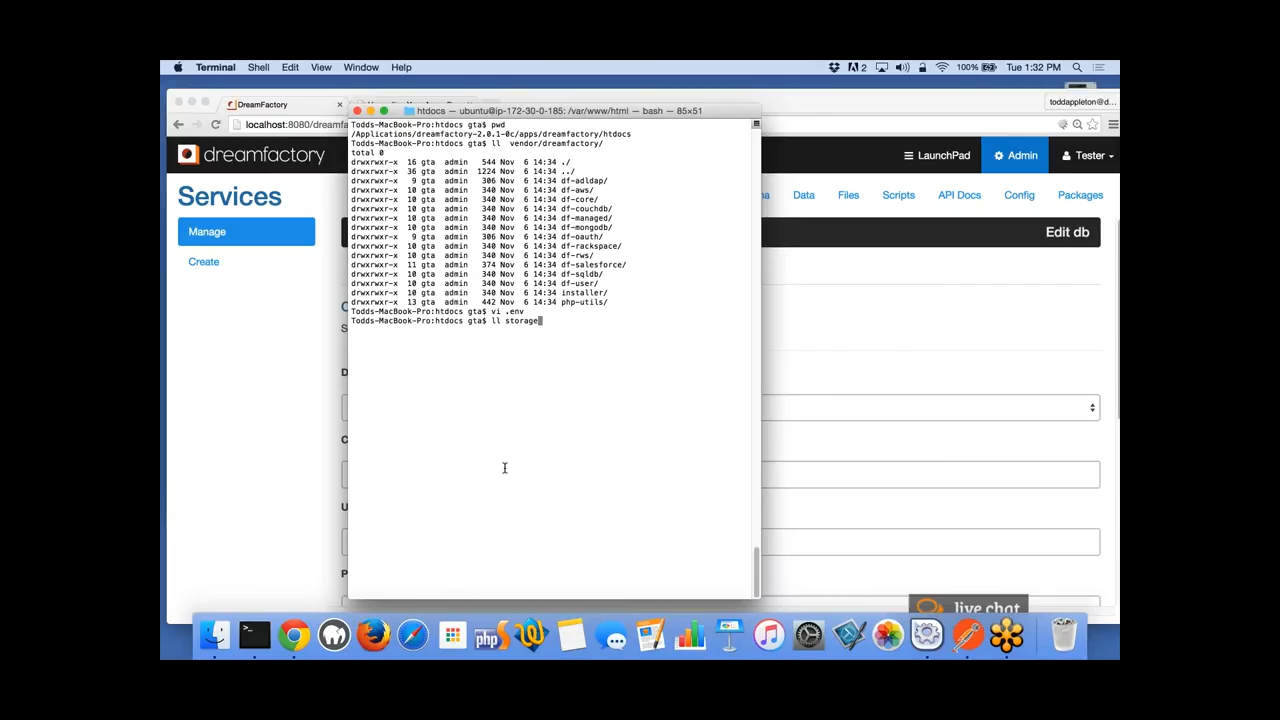 Terminal Shell Edit View Window Help
2 100% Tue 1:32 PM
DreamFactory
toddappleton@d...
localhost:8080/dreamfa
htdocs — ubuntu@ip-172-30-0-185: /var/www/html — bash — 85×51
Todds-MacBook-Pro:htdocs gta$ pwd
/Applications/dreamfactory-2.0.1-0c/apps/dreamfactory/htdocs
Todds-MacBook-Pro:htdocs gta$ ll  vendor/dreamfactory/
total 0
drwxrwxr-x  16 gta  admin   544 Nov  6 14:34 ./
drwxrwxr-x  36 gta  admin  1224 Nov  6 14:34 ../
drwxrwxr-x   9 gta  admin   306 Nov  6 14:34 df-adldap/
drwxrwxr-x  10 gta  admin   340 Nov  6 14:34 df-aws/
drwxrwxr-x  10 gta  admin   340 Nov  6 14:34 df-core/
drwxrwxr-x  10 gta  admin   340 Nov  6 14:34 df-couchdb/
drwxrwxr-x  10 gta  admin   340 Nov  6 14:34 df-managed/
drwxrwxr-x  10 gta  admin   340 Nov  6 14:34 df-mongodb/
drwxrwxr-x   9 gta  admin   306 Nov  6 14:34 df-oauth/
drwxrwxr-x  10 gta  admin   340 Nov  6 14:34 df-rackspace/
drwxrwxr-x  10 gta  admin   340 Nov  6 14:34 df-rws/
drwxrwxr-x  11 gta  admin   374 Nov  6 14:34 df-salesforce/
drwxrwxr-x  10 gta  admin   340 Nov  6 14:34 df-sqldb/
drwxrwxr-x  10 gta  admin   340 Nov  6 14:34 df-user/
drwxrwxr-x  10 gta  admin   340 Nov  6 14:34 installer/
drwxrwxr-x  13 gta  admin   442 Nov  6 14:34 php-utils/
Todds-MacBook-Pro:htdocs gta$ vi .env
Todds-MacBook-Pro:htdocs gta$ ll storage
dreamfactory
LaunchPad Admin Tester
Services
Manage
Create
na Data Files Scripts API Docs Config Packages
Edit db
D
C
U
P
live chat
php